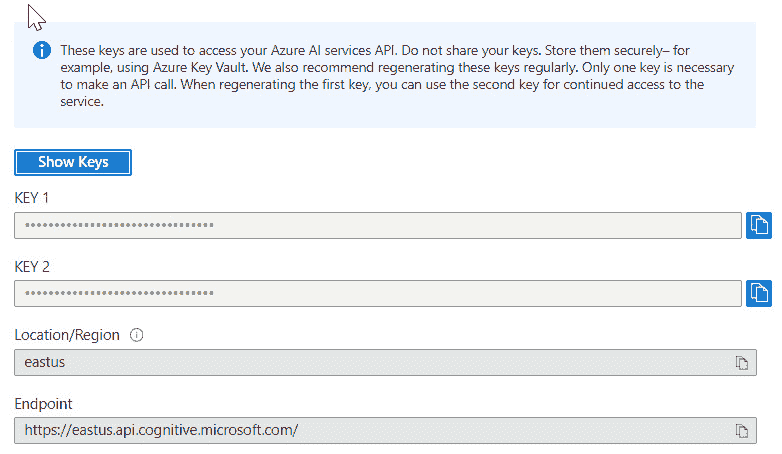 These keys are used to access your Azure AI services API. Do not share your keys. Store them securely– for
example, using Azure Key Vault. We also recommend regenerating these keys regularly. Only one key is necessary
to make an API call. When regenerating the first key, you can use the second key for continued access to the
service.
Show Keys
KEY 1
••••••••••••••••••••••••••••••••
KEY 2
••••••••••••••••••••••••••••••••
Location/Region
eastus
Endpoint
https://eastus.api.cognitive.microsoft.com/